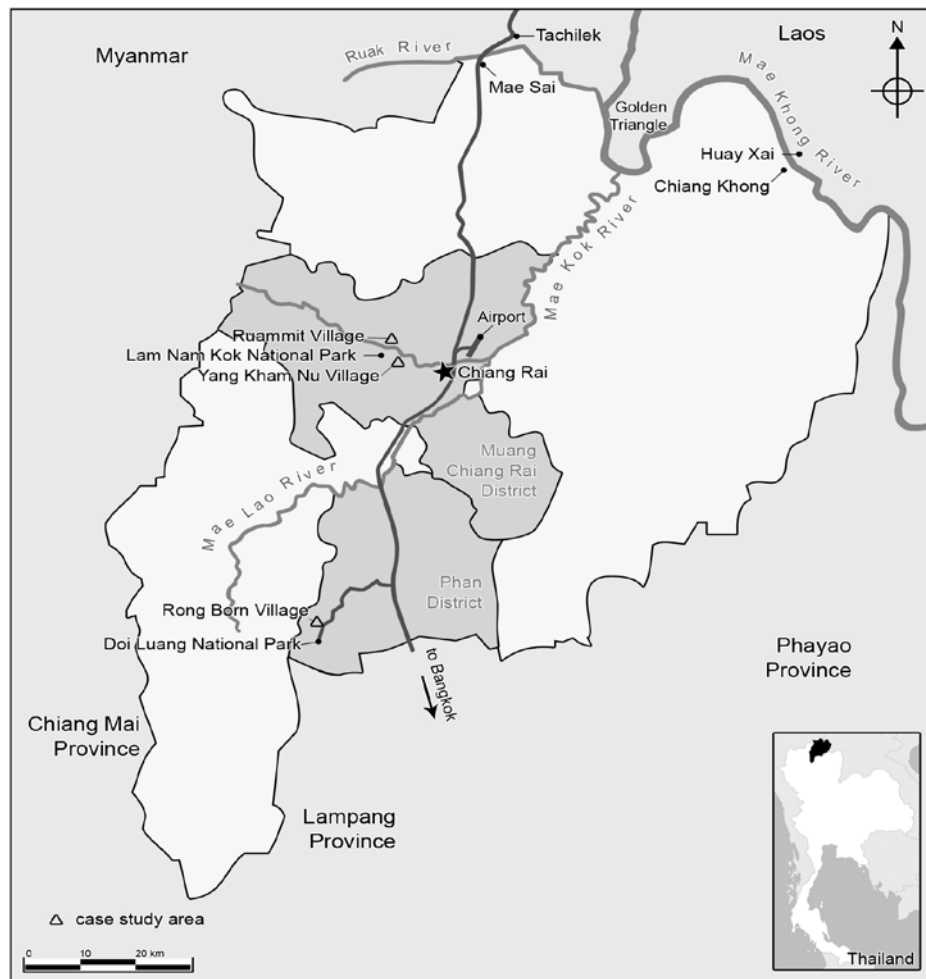 Tachilek
Laos
N
Myanmar
Ruak River
Mae Sai
Golden
Triangle
Mae Khong River
Huay Xai
Chiang Khong
Mae Kok River
Airport
Ruammit Village
Lam Nam Kok National Park
Yang Kham Nu Village
Chiang Rai
Muang
Chiang Rai
District
Mae Lao River
Phan
District
Rong Born Village
Doi Luang National Park
to Bangkok
Phayao
Province
Chiang Mai
Province
Lampang
Province
case study area
0 10 20 km
Thailand